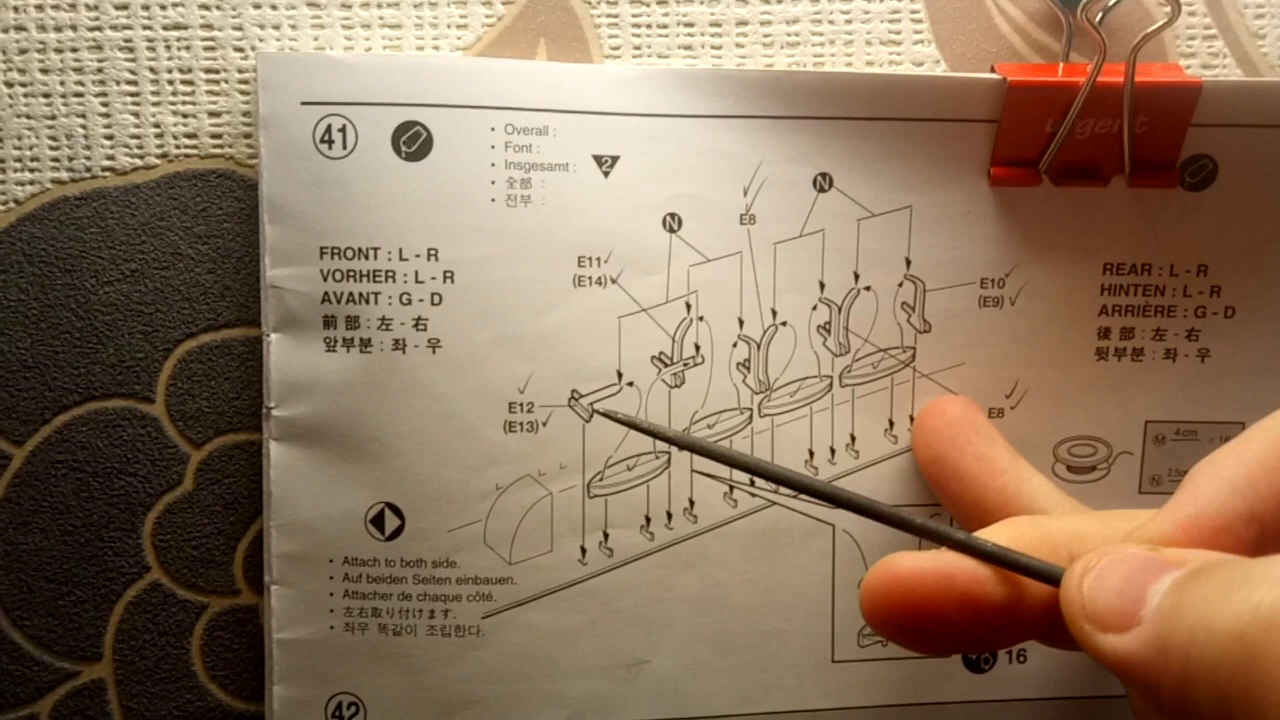 41
• Overall :
• Font :
• Insgesamt :
• 全部 :
• 전부 :
2
urgent
N
N
E8
FRONT : L - R
VORHER : L - R
AVANT : G - D
前 部 : 左 - 右
앞부분 : 좌 - 우
E11
(E14)
E10
(E9)
REAR : L - R
HINTEN : L - R
ARRIÈRE : G - D
後 部 : 左 - 右
뒷부분 : 좌 - 우
E12
(E13)
E8
M 4cm
N
• Attach to both side.
• Auf beiden Seiten einbauen.
• Attacher de chaque côté.
• 左右取り付けます.
• 좌우 똑같이 조립한다.
16
42